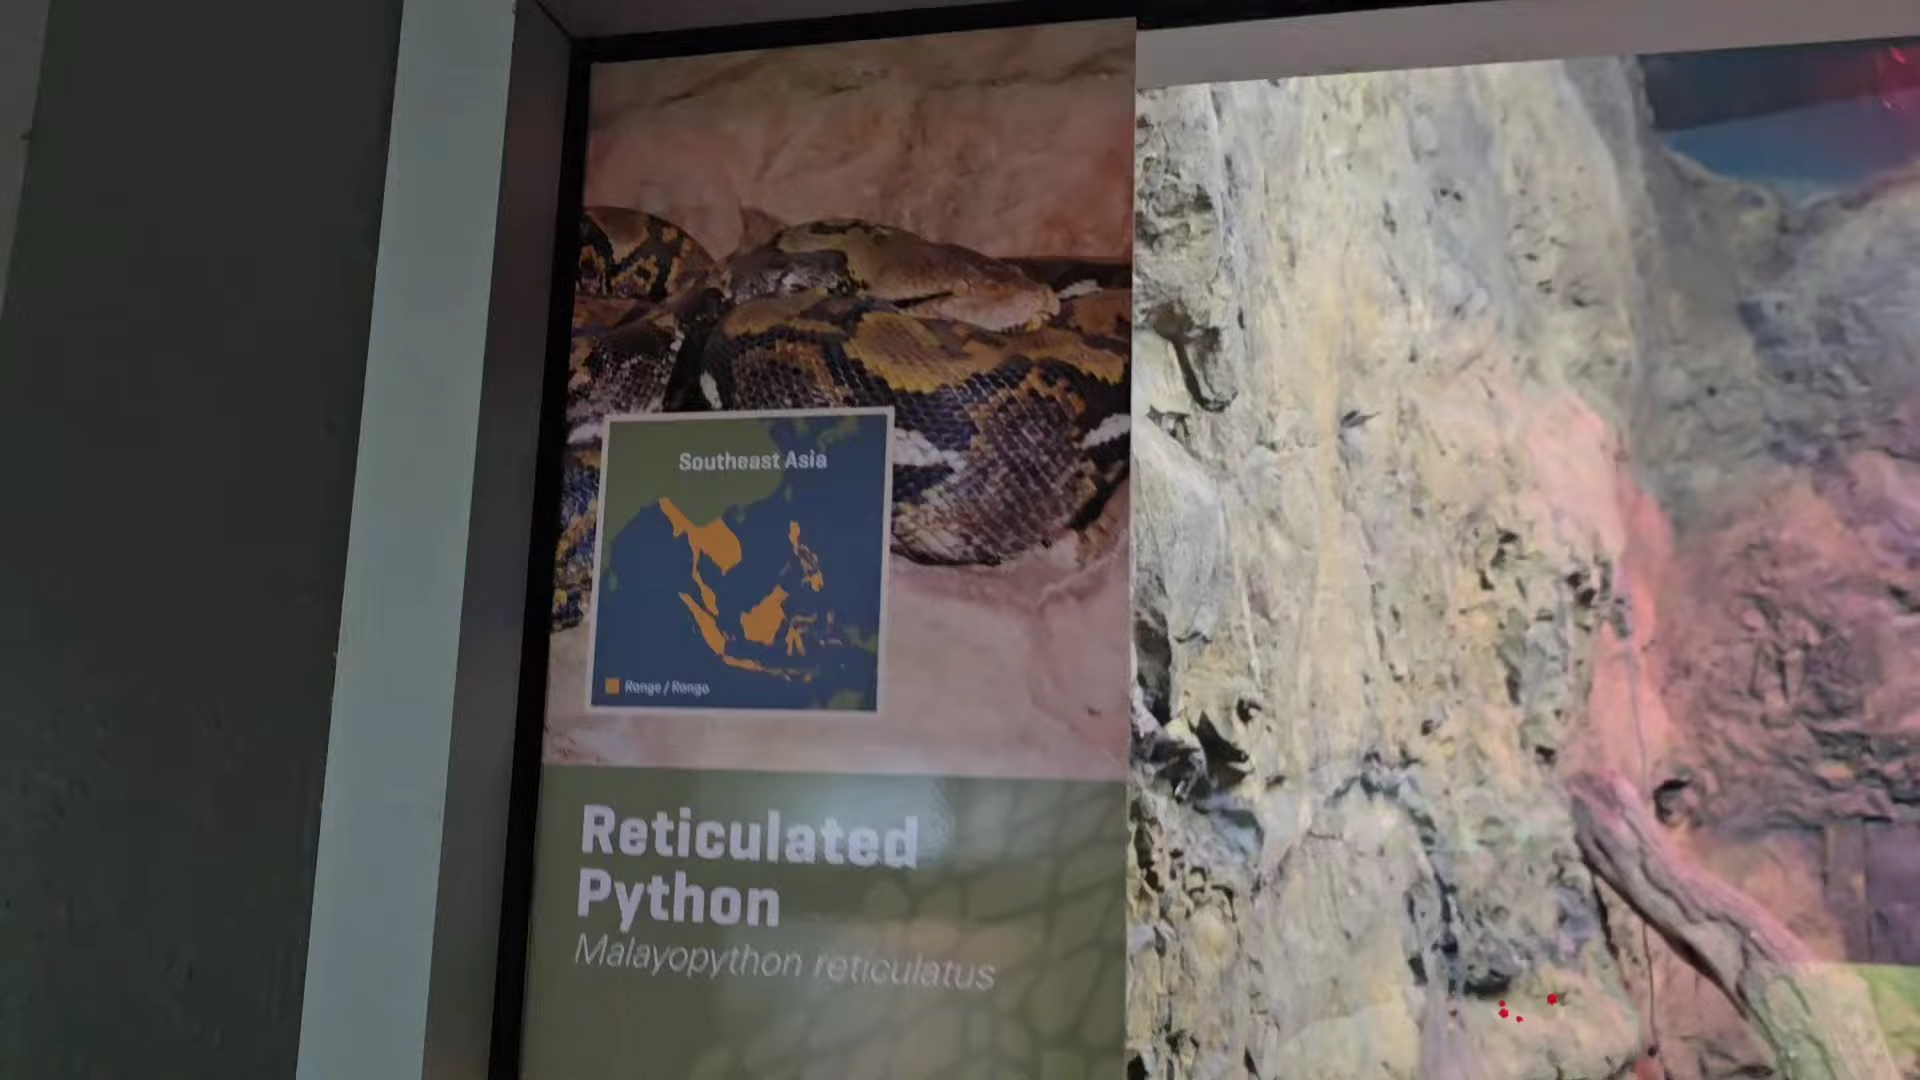 Southeast Asia
Range / Rango
Reticulated
Python
Malayopython reticulatus